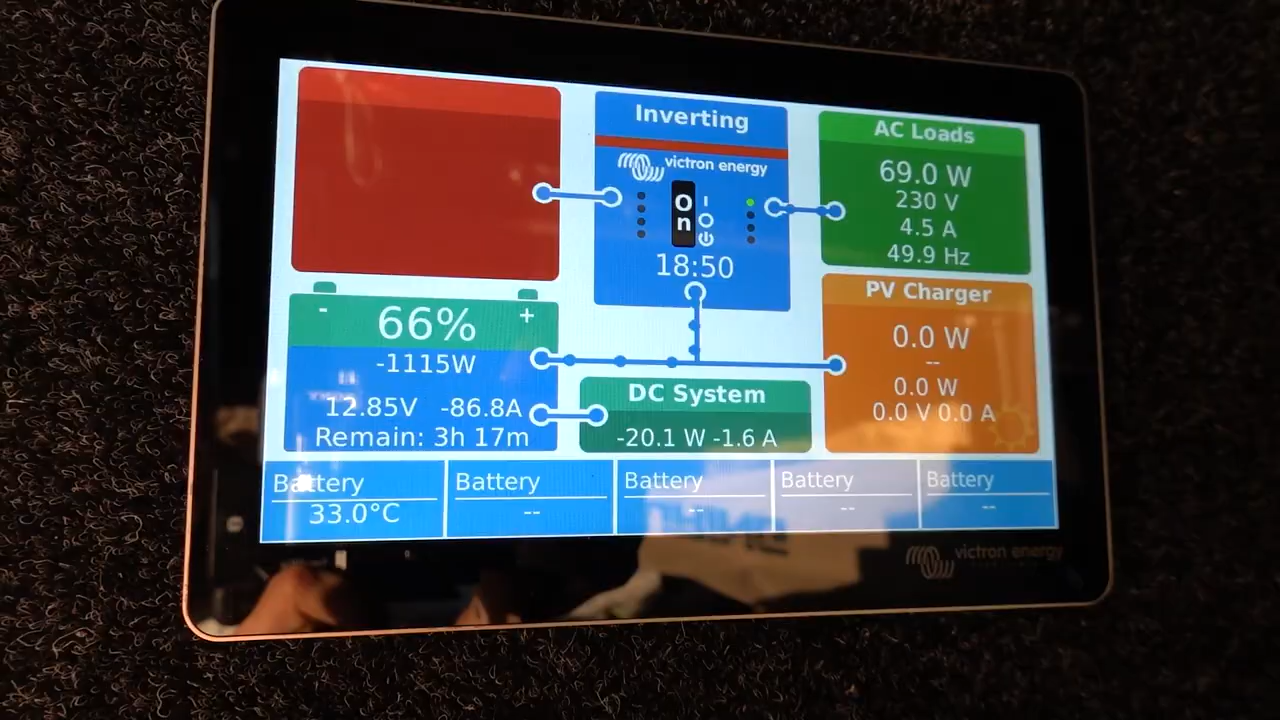 Inverting
victron energy
On
18:50
AC Loads
69.0 W
230 V
4.5 A
49.9 Hz
- 66% +
-1115W
12.85V -86.8A
Remain: 3h 17m
DC System
-20.1 W -1.6 A
PV Charger
0.0 W
--
0.0 W
0.0 V 0.0 A
Battery Battery Battery Battery Battery
33.0°C -- -- -- --
victron energy